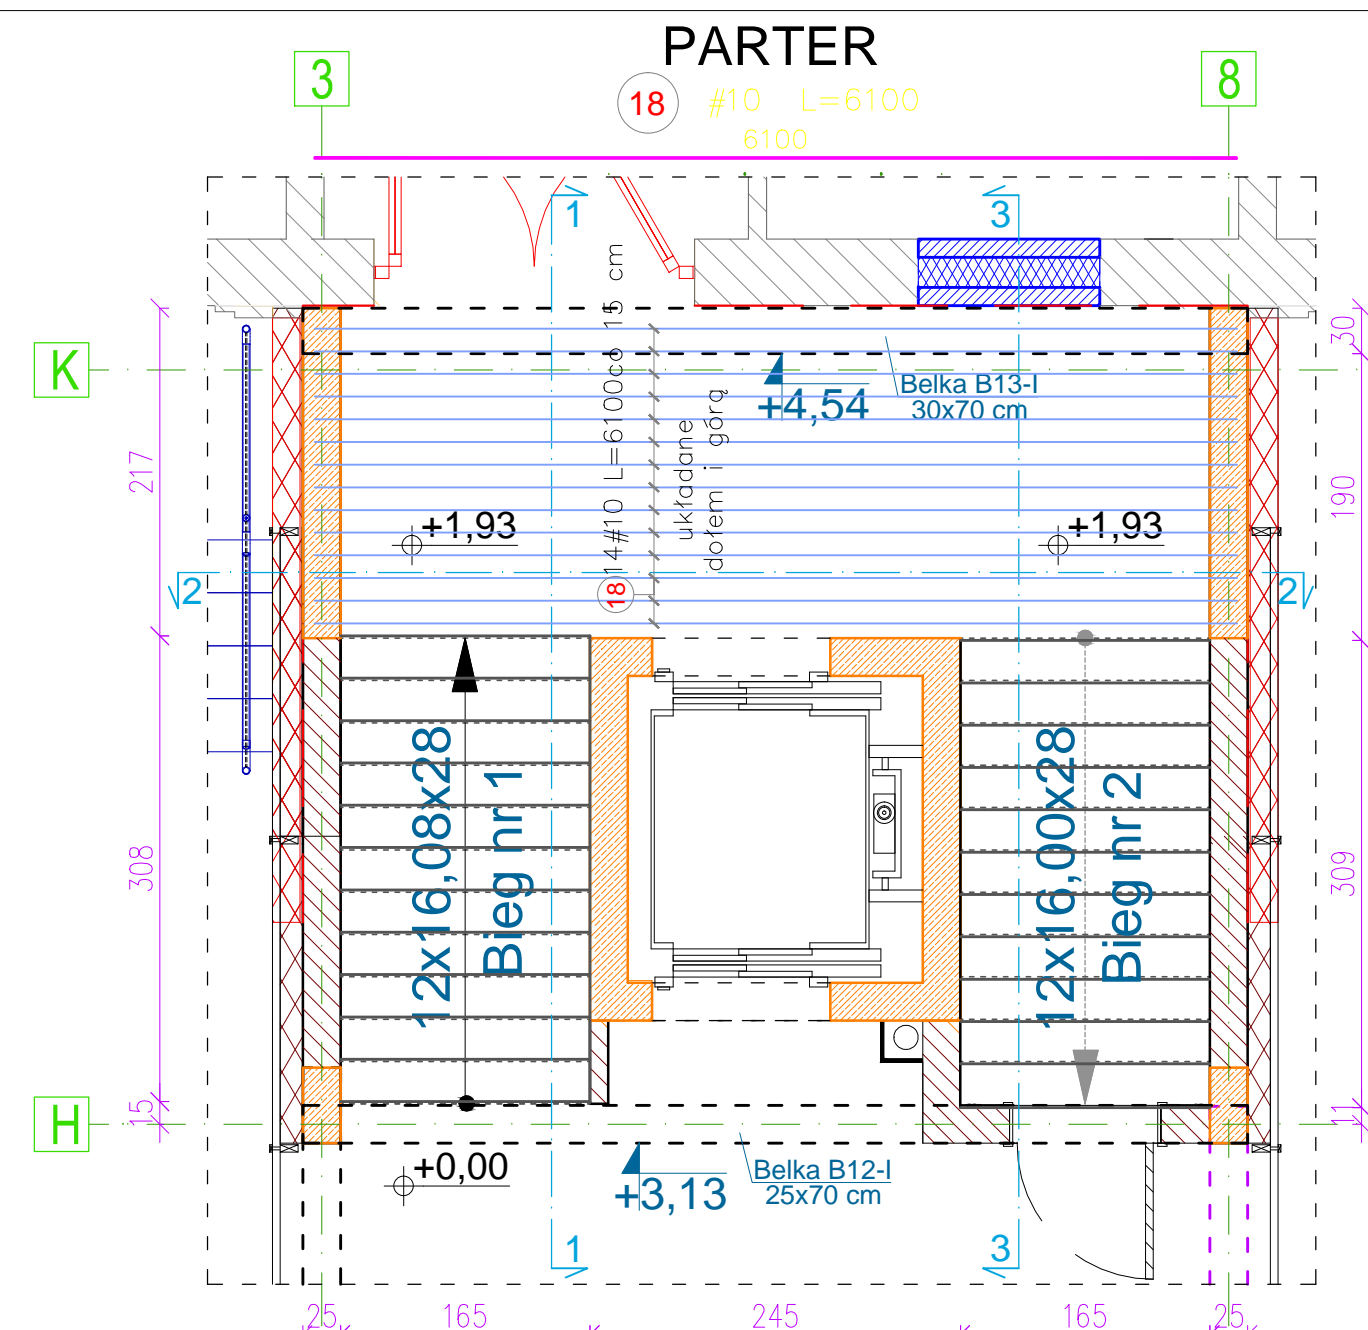 PARTER
3
8
18
#10 L=6100
6100
1
3
14#10 L=6100co 15 cm
układane
dołem i górą
18
K
Belka B13-I
30x70 cm
+4,54
30
217
190
+1,93
+1,93
2
2
12x16,08x28
Bieg nr 1
12x16,00x28
Bieg nr 2
308
309
15
11
H
+0,00
+3,13
Belka B12-I
25x70 cm
1
3
25
165
245
165
25